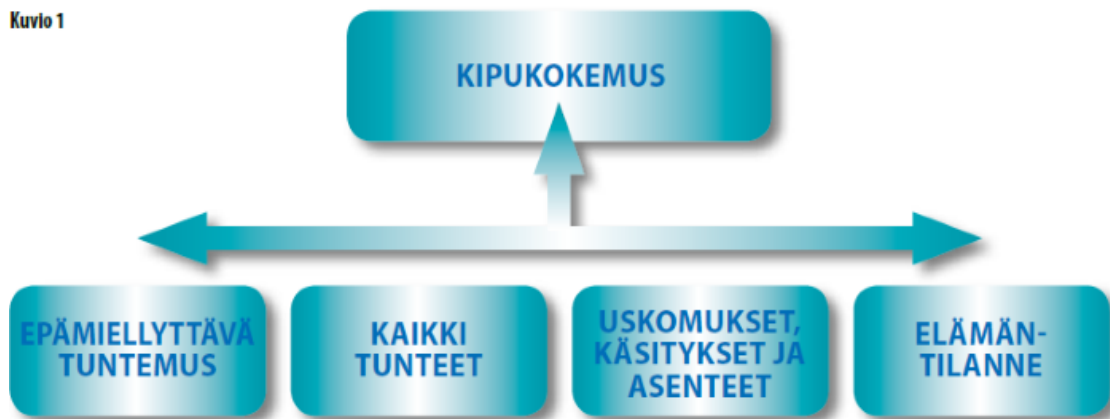 Kuvio 1
KIPUKOKEMUS
EPÄMIELLYTTÄVÄ
TUNTEMUS
KAIKKI
TUNTEET
USKOMUKSET,
KÄSITYKSET JA
ASENTEET
ELÄMÄN-
TILANNE